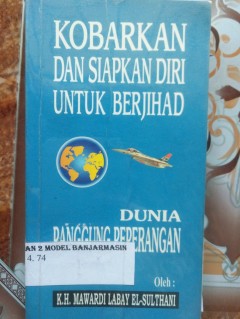 KOBARKAN
DAN SIAPKAN DIRI
UNTUK BERJIHAD
DUNIA
PANGGUNG PEPERANGAN
AN 2 MODEL BANJARMASIN
4.74
Oleh :
K.H. MAWARDI LABAY EL-SULTHANI